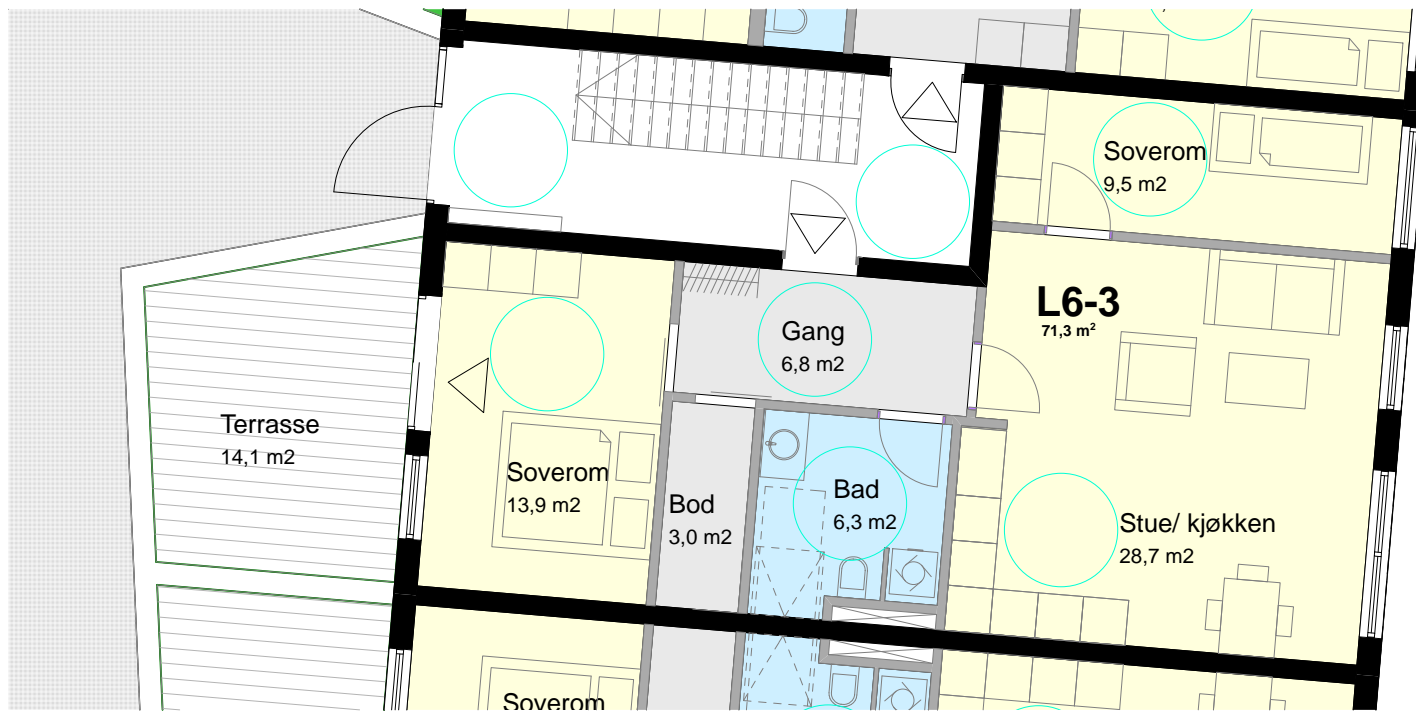 Soverom
9,5 m2
L6-3
71,3 m²
Gang
6,8 m2
Terrasse
14,1 m2
Soverom
13,9 m2
Bod
3,0 m2
Bad
6,3 m2
Stue/ kjøkken
28,7 m2
Soverom